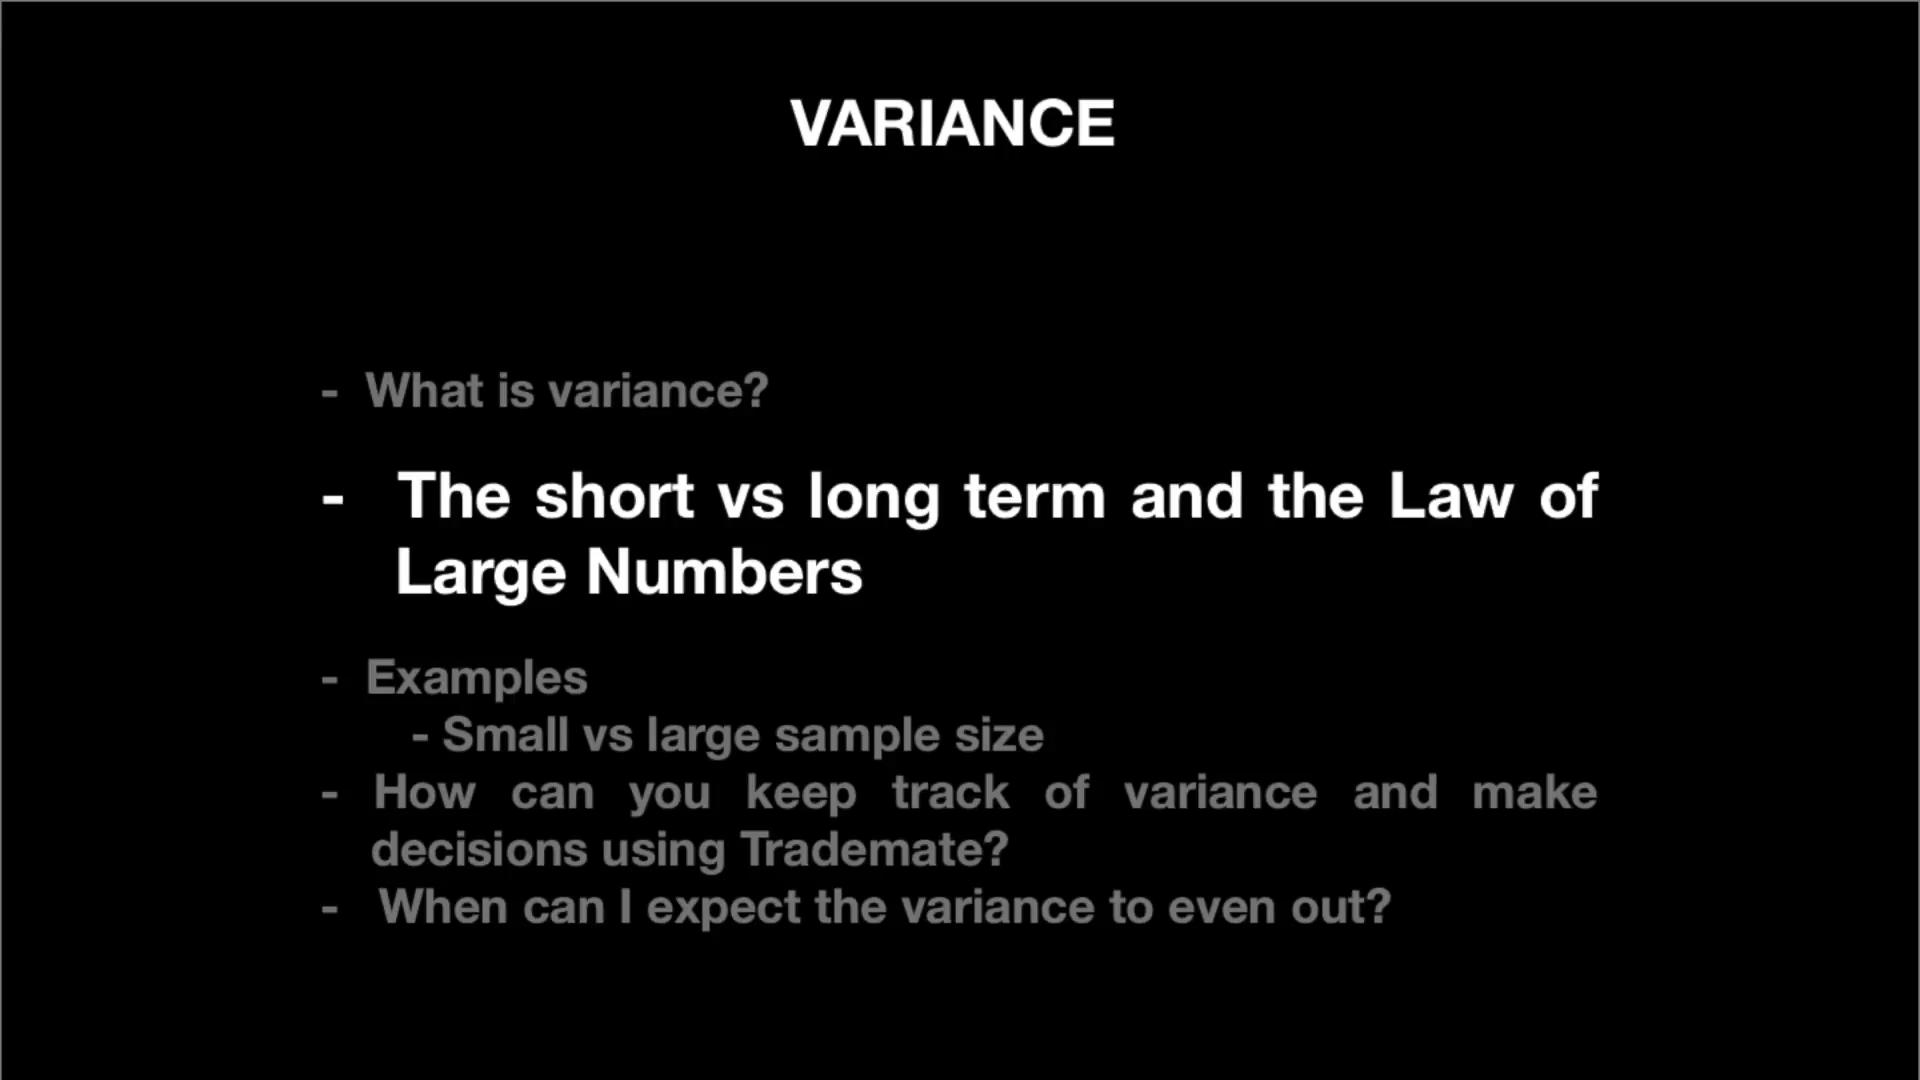 VARIANCE
- What is variance?
- The short vs long term and the Law of
Large Numbers
- Examples
- Small vs large sample size
- How can you keep track of variance and make
decisions using Trademate?
- When can I expect the variance to even out?